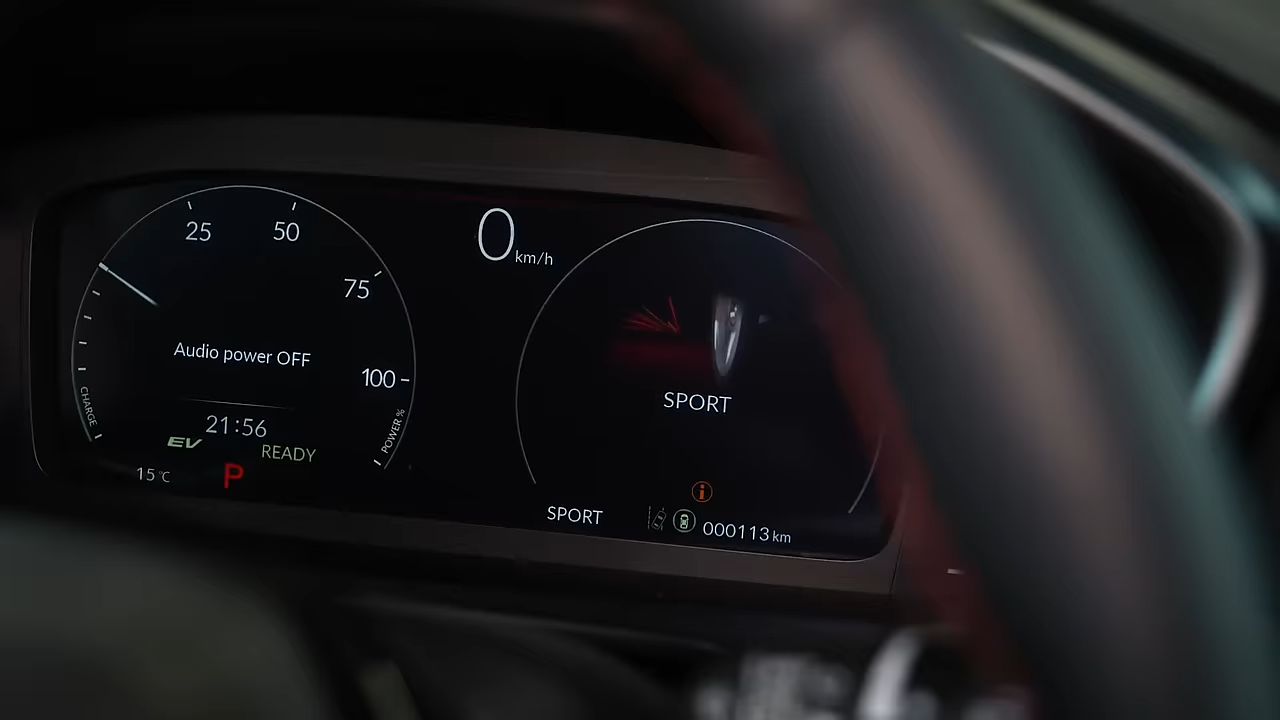 25
50
75
100
CHARGE
POWER %
Audio power OFF
21:56
EV
READY
15°C
P
0 km/h
SPORT
i
SPORT
000113 km